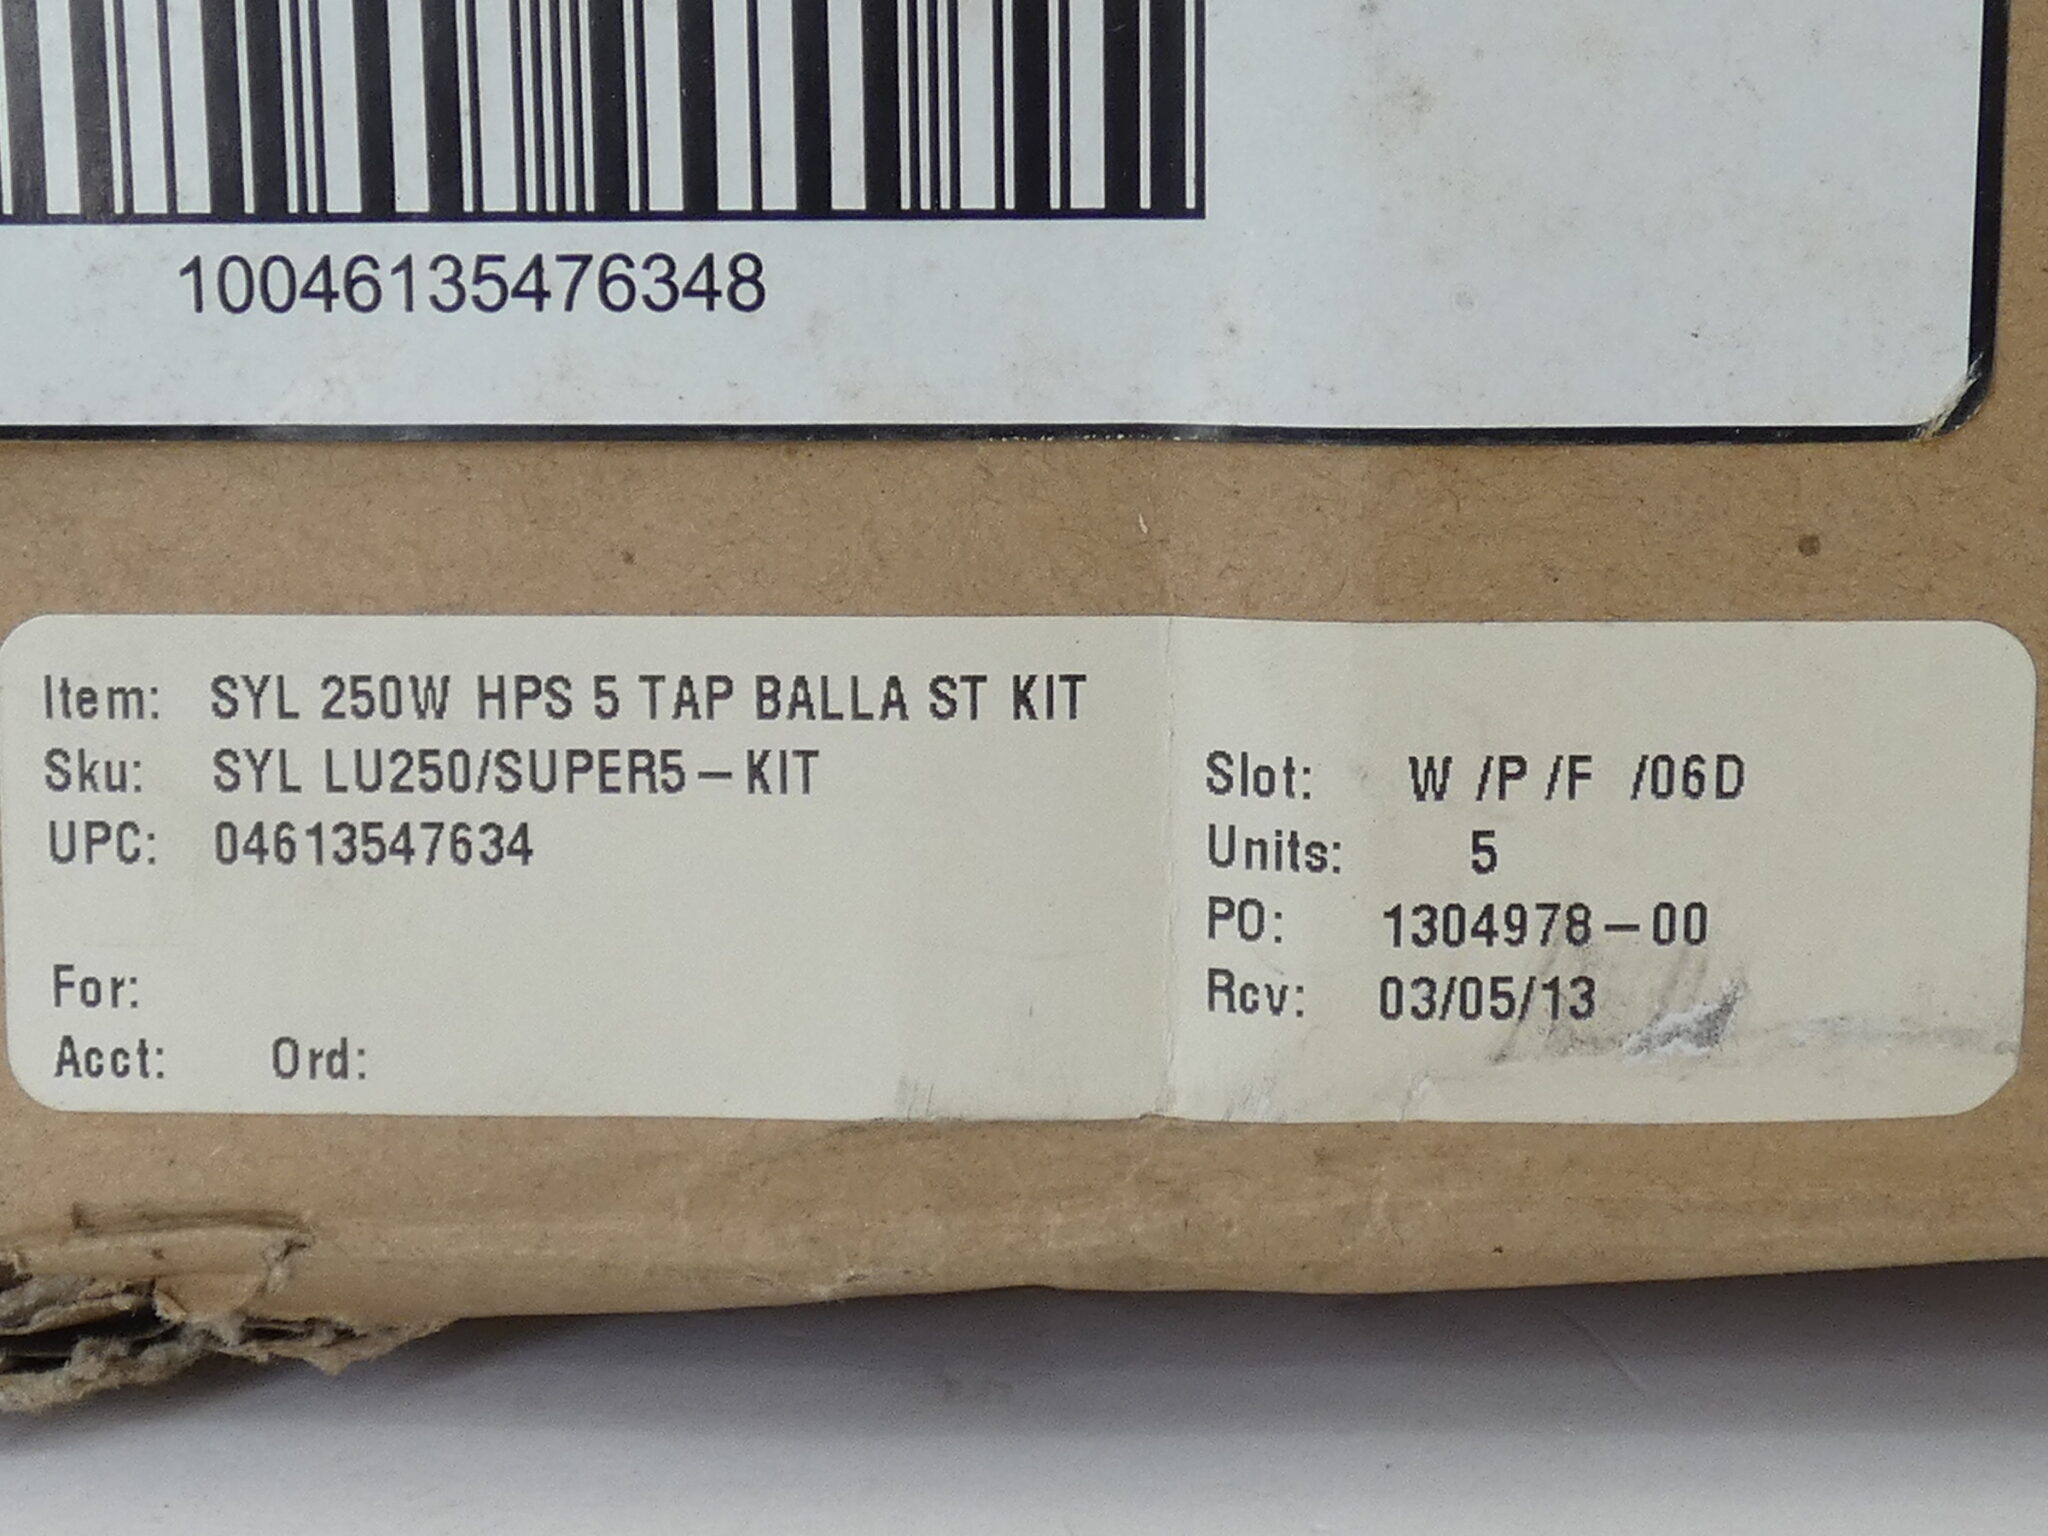 10046135476348
Item: SYL 250W HPS 5 TAP BALLA ST KIT
Sku: SYL LU250/SUPER5-KIT
UPC: 04613547634
For:
Acct: Ord:
Slot: W /P /F /06D
Units: 5
PO: 1304978-00
Rcv: 03/05/13